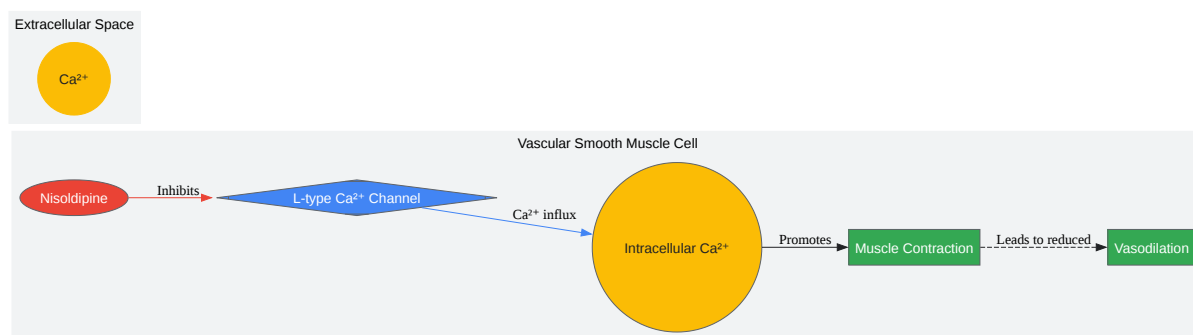 Extracellular Space
Ca²⁺
Vascular Smooth Muscle Cell
Nisoldipine
Inhibits
L-type Ca²⁺ Channel
Ca²⁺ influx
Intracellular Ca²⁺
Promotes
Muscle Contraction
Leads to reduced
Vasodilation